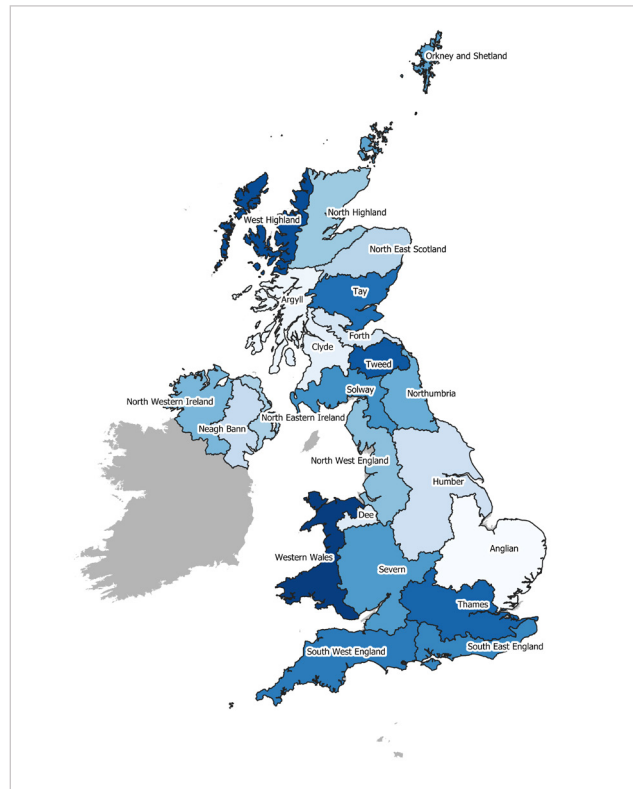 Orkney and Shetland
North Highland
West Highland
North East Scotland
Tay
Argyll
Forth
Clyde
Tweed
Solway
Northumbria
North Western Ireland
North Eastern Ireland
Neagh Bann
North West England
Humber
Dee
Anglian
Western Wales
Severn
Thames
South East England
South West England